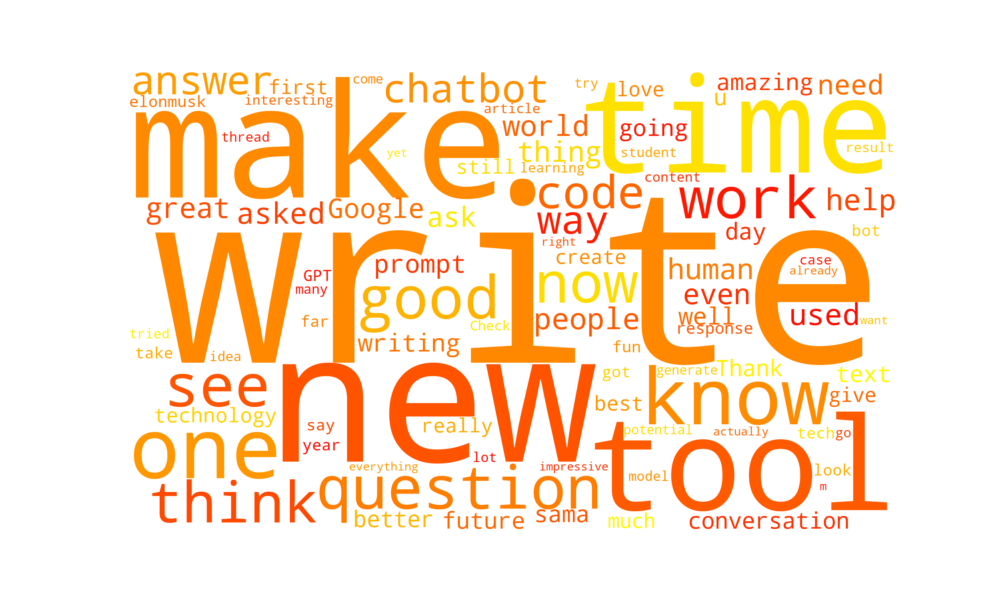 answer first come chatbot try love amazing need
elonmusk interesting article u
make time
thread world going
yet thing student result
still learning
code content work help
great asked Google ask way day bot
write
right
GPT prompt create human case
many good now even already
far people well used
Check response want
tried writing fun
take idea
see new got generate Thank text
technology best know give
say really potential actually tech go
one year lot tool
everything impressive model look
think question m
better future sama much conversation